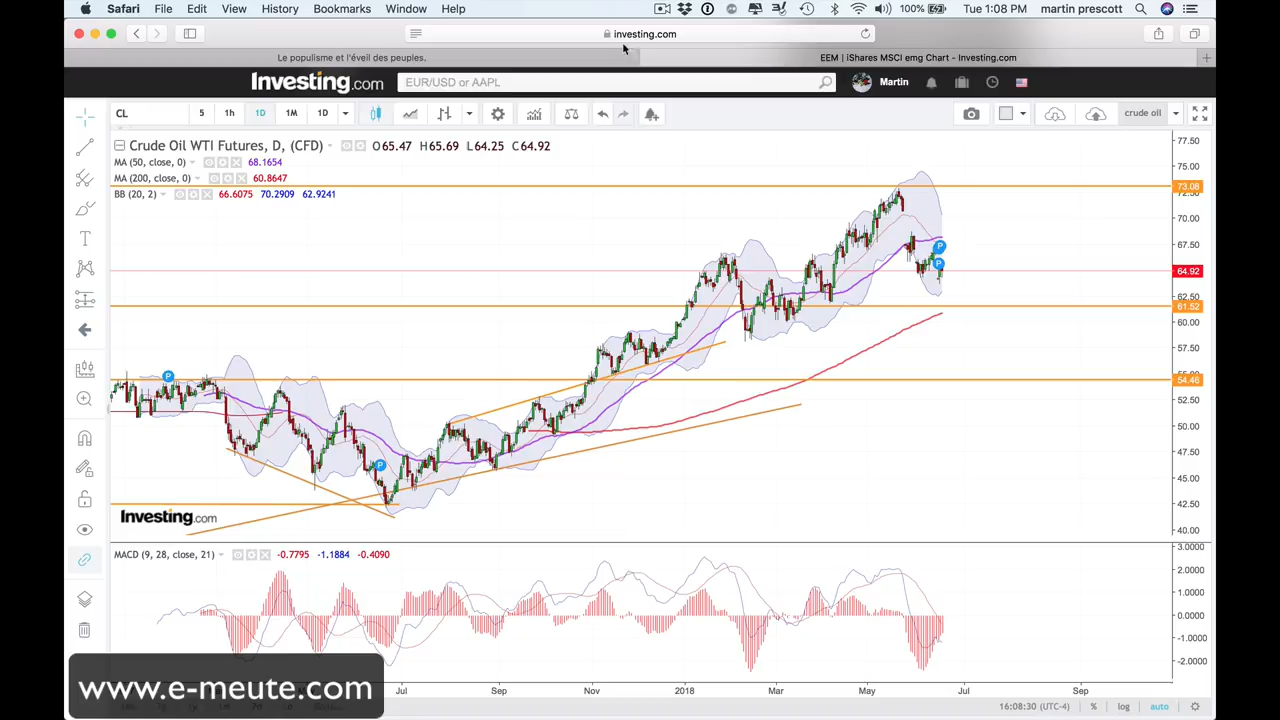 Safari File Edit View History Bookmarks Window Help 100% Tue 1:08 PM martin prescott
investing.com
Le populisme et l'éveil des peuples. EEM | iShares MSCI emg Chart - Investing.com
Investing.com EUR/USD or AAPL Martin
CL 5 1h 1D 1M 1D crude oil
Crude Oil WTI Futures, D, (CFD) O65.47 H65.69 L64.25 C64.92
MA (50, close, 0) 68.1654
MA (200, close, 0) 60.8647
BB (20, 2) 66.6075 70.2909 62.9241
77.50
75.00
73.08
72.50
70.00
67.50
64.92
62.50
61.52
60.00
57.50
54.46
52.50
50.00
47.50
45.00
42.50
40.00
P
P
P
P
Investing.com
MACD (9, 28, close, 21) -0.7795 -1.1884 -0.4090
3.0000
2.0000
1.0000
0.0000
-1.0000
-2.0000
Jul Sep Nov 2018 Mar May Jul Sep
16:08:30 (UTC-4) % log auto
www.e-meute.com